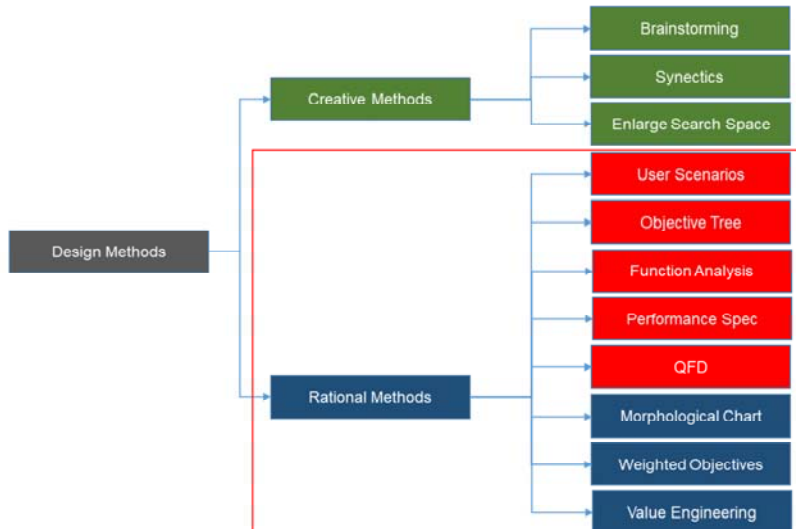 Design Methods
Creative Methods
Brainstorming
Synectics
Enlarge Search Space
Rational Methods
User Scenarios
Objective Tree
Function Analysis
Performance Spec
QFD
Morphological Chart
Weighted Objectives
Value Engineering